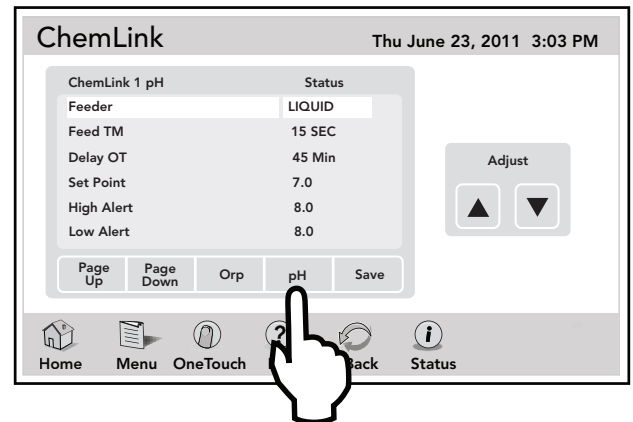 ChemLink Thu June 23, 2011 3:03 PM
ChemLink 1 pH Status
Feeder LIQUID
Feed TM 15 SEC
Delay OT 45 Min
Set Point 7.0
High Alert 8.0
Low Alert 8.0
Adjust
Page Up Page Down Orp pH Save
?
i
Home Menu OneTouch Back Status